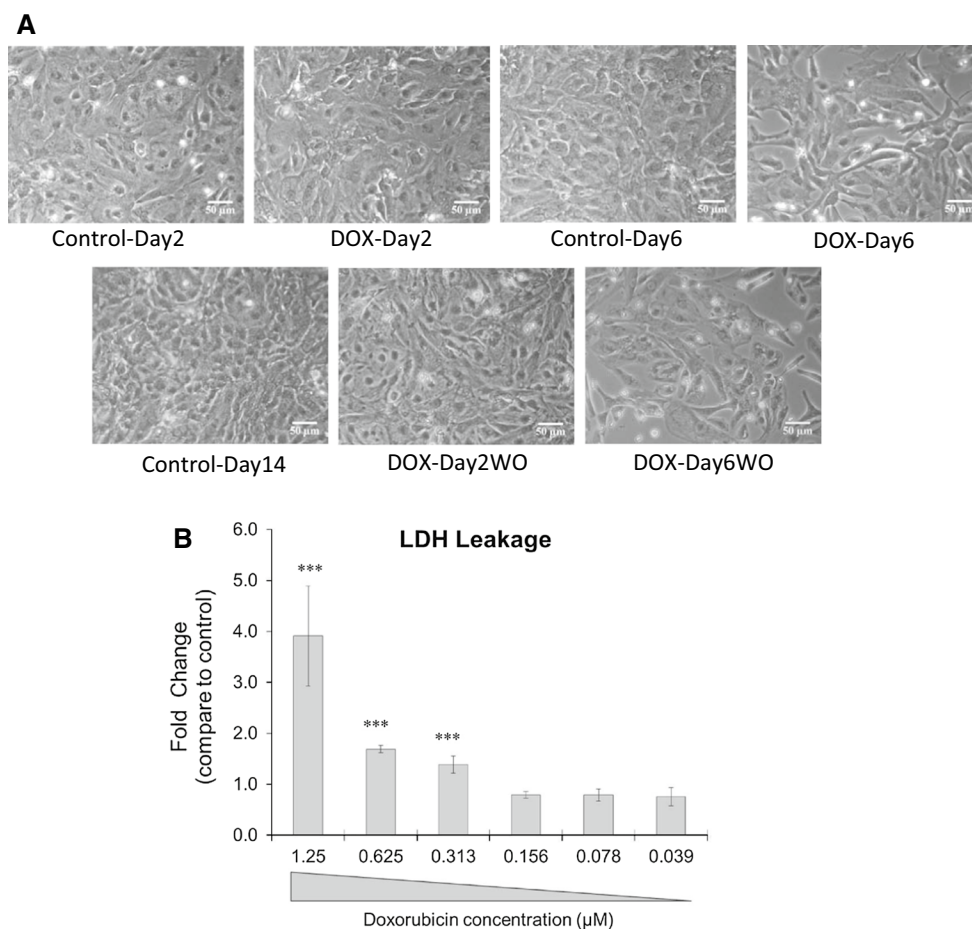 A
50 μm
50 μm
50 μm
50 μm
Control-Day2
DOX-Day2
Control-Day6
DOX-Day6
50 μm
50 μm
50 μm
Control-Day14
DOX-Day2WO
DOX-Day6WO
B
LDH Leakage
Fold Change
(compare to control)
6.0
5.0
4.0
3.0
2.0
1.0
0.0
***
***
***
1.25 0.625 0.313 0.156 0.078 0.039
Doxorubicin concentration (μM)